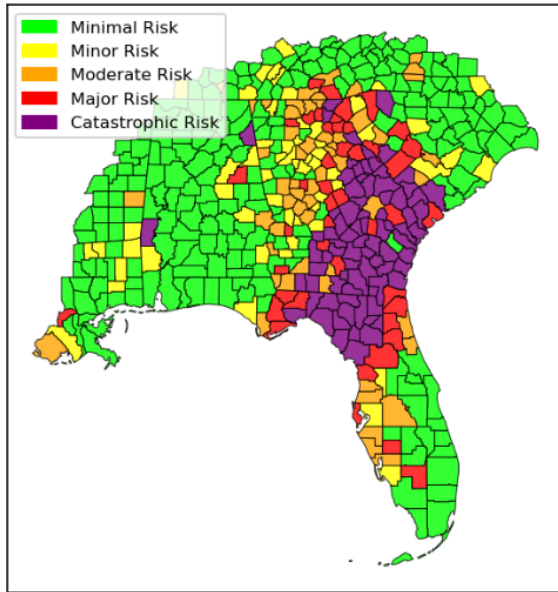 Minimal Risk
Minor Risk
Moderate Risk
Major Risk
Catastrophic Risk